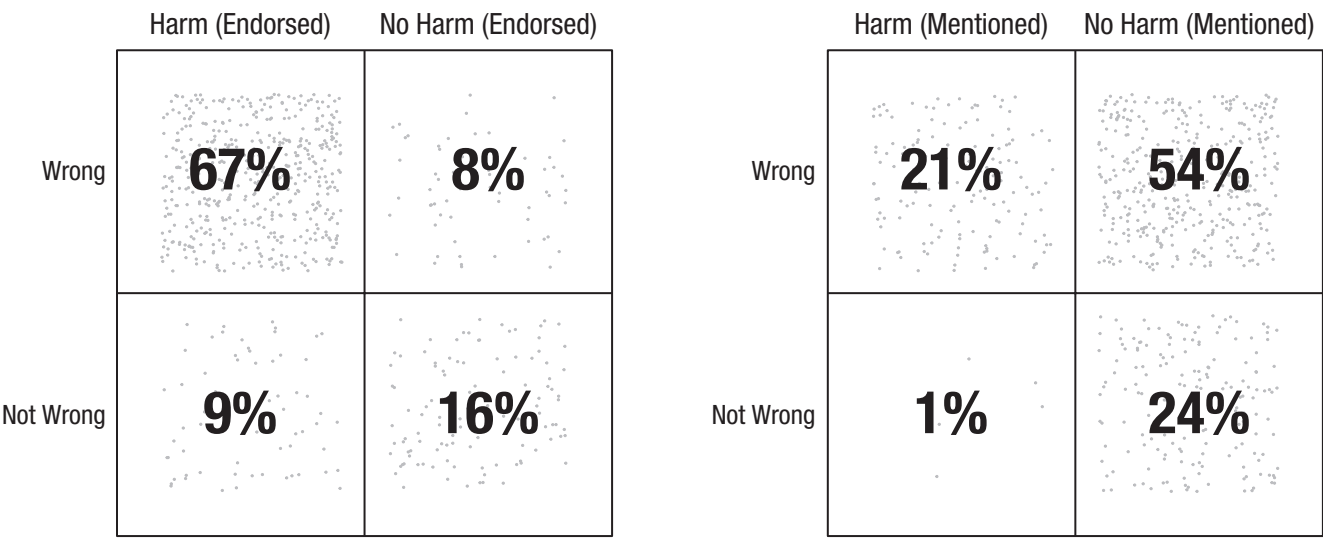 Harm (Endorsed) No Harm (Endorsed)
Wrong 67% 8%
Not Wrong 9% 16%
Harm (Mentioned) No Harm (Mentioned)
Wrong 21% 54%
Not Wrong 1% 24%